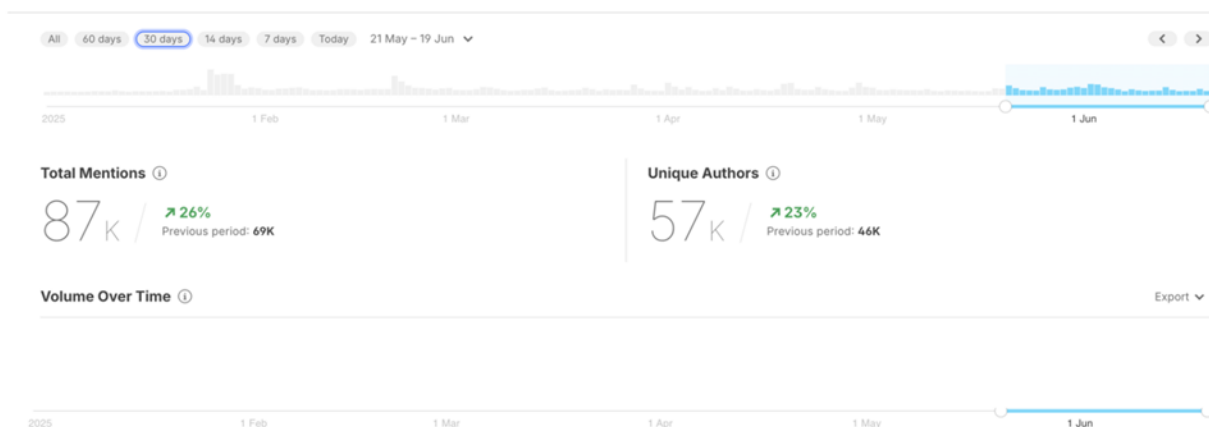 All 60 days 30 days 14 days 7 days Today 21 May – 19 Jun
2025 1 Feb 1 Mar 1 Apr 1 May 1 Jun
Total Mentions
87K
26%
Previous period: 69K
Unique Authors
57K
23%
Previous period: 46K
Volume Over Time
Export
2025 1 Feb 1 Mar 1 Apr 1 May 1 Jun